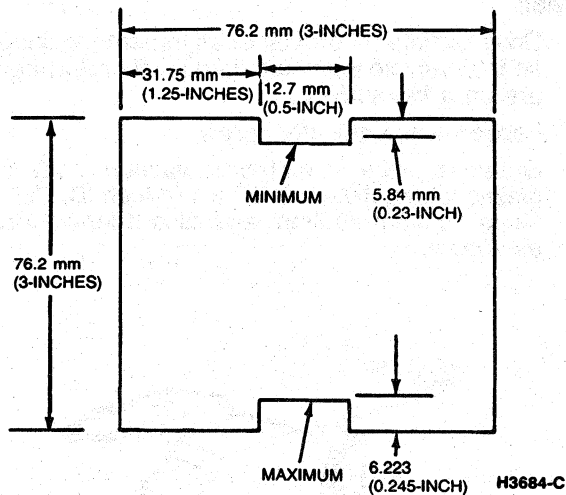 76.2 mm (3-INCHES)
31.75 mm
(1.25-INCHES)
12.7 mm
(0.5-INCH)
MINIMUM
5.84 mm
(0.23-INCH)
76.2 mm
(3-INCHES)
MAXIMUM
6.223
(0.245-INCH)
H3684-C